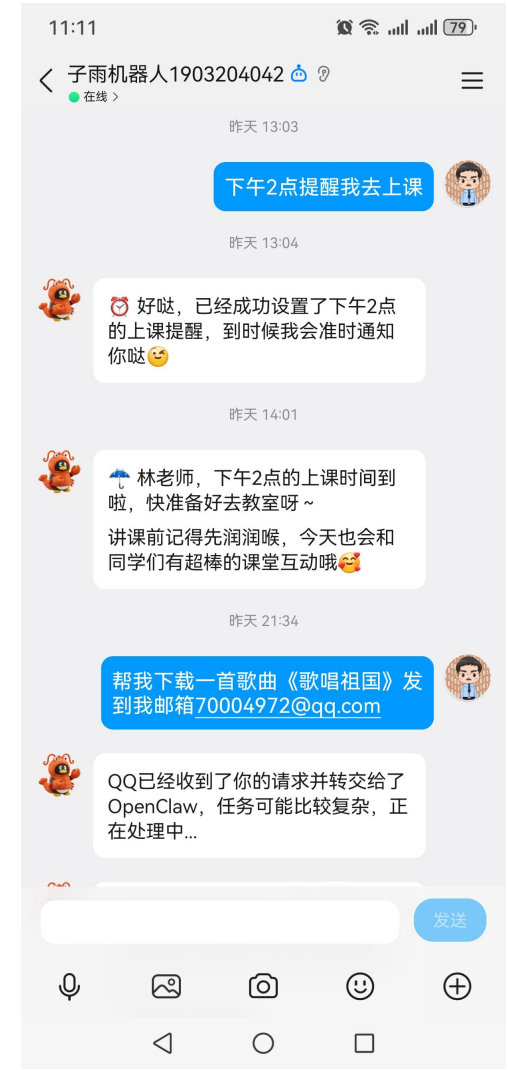 11:11
79
子雨机器人1903204042
在线 >
昨天 13:03
下午2点提醒我去上课
昨天 13:04
⏰ 好哒，已经成功设置了下午2点
的上课提醒，到时候我会准时通知
你哒😉
昨天 14:01
☂️ 林老师，下午2点的上课时间到
啦，快准备好去教室呀～
讲课前记得先润润喉，今天也会和
同学们有超棒的课堂互动哦🥰
昨天 21:34
帮我下载一首歌曲《歌唱祖国》发
到我邮箱70004972@qq.com
QQ已经收到了你的请求并转交给了
OpenClaw，任务可能比较复杂，正
在处理中...
发送